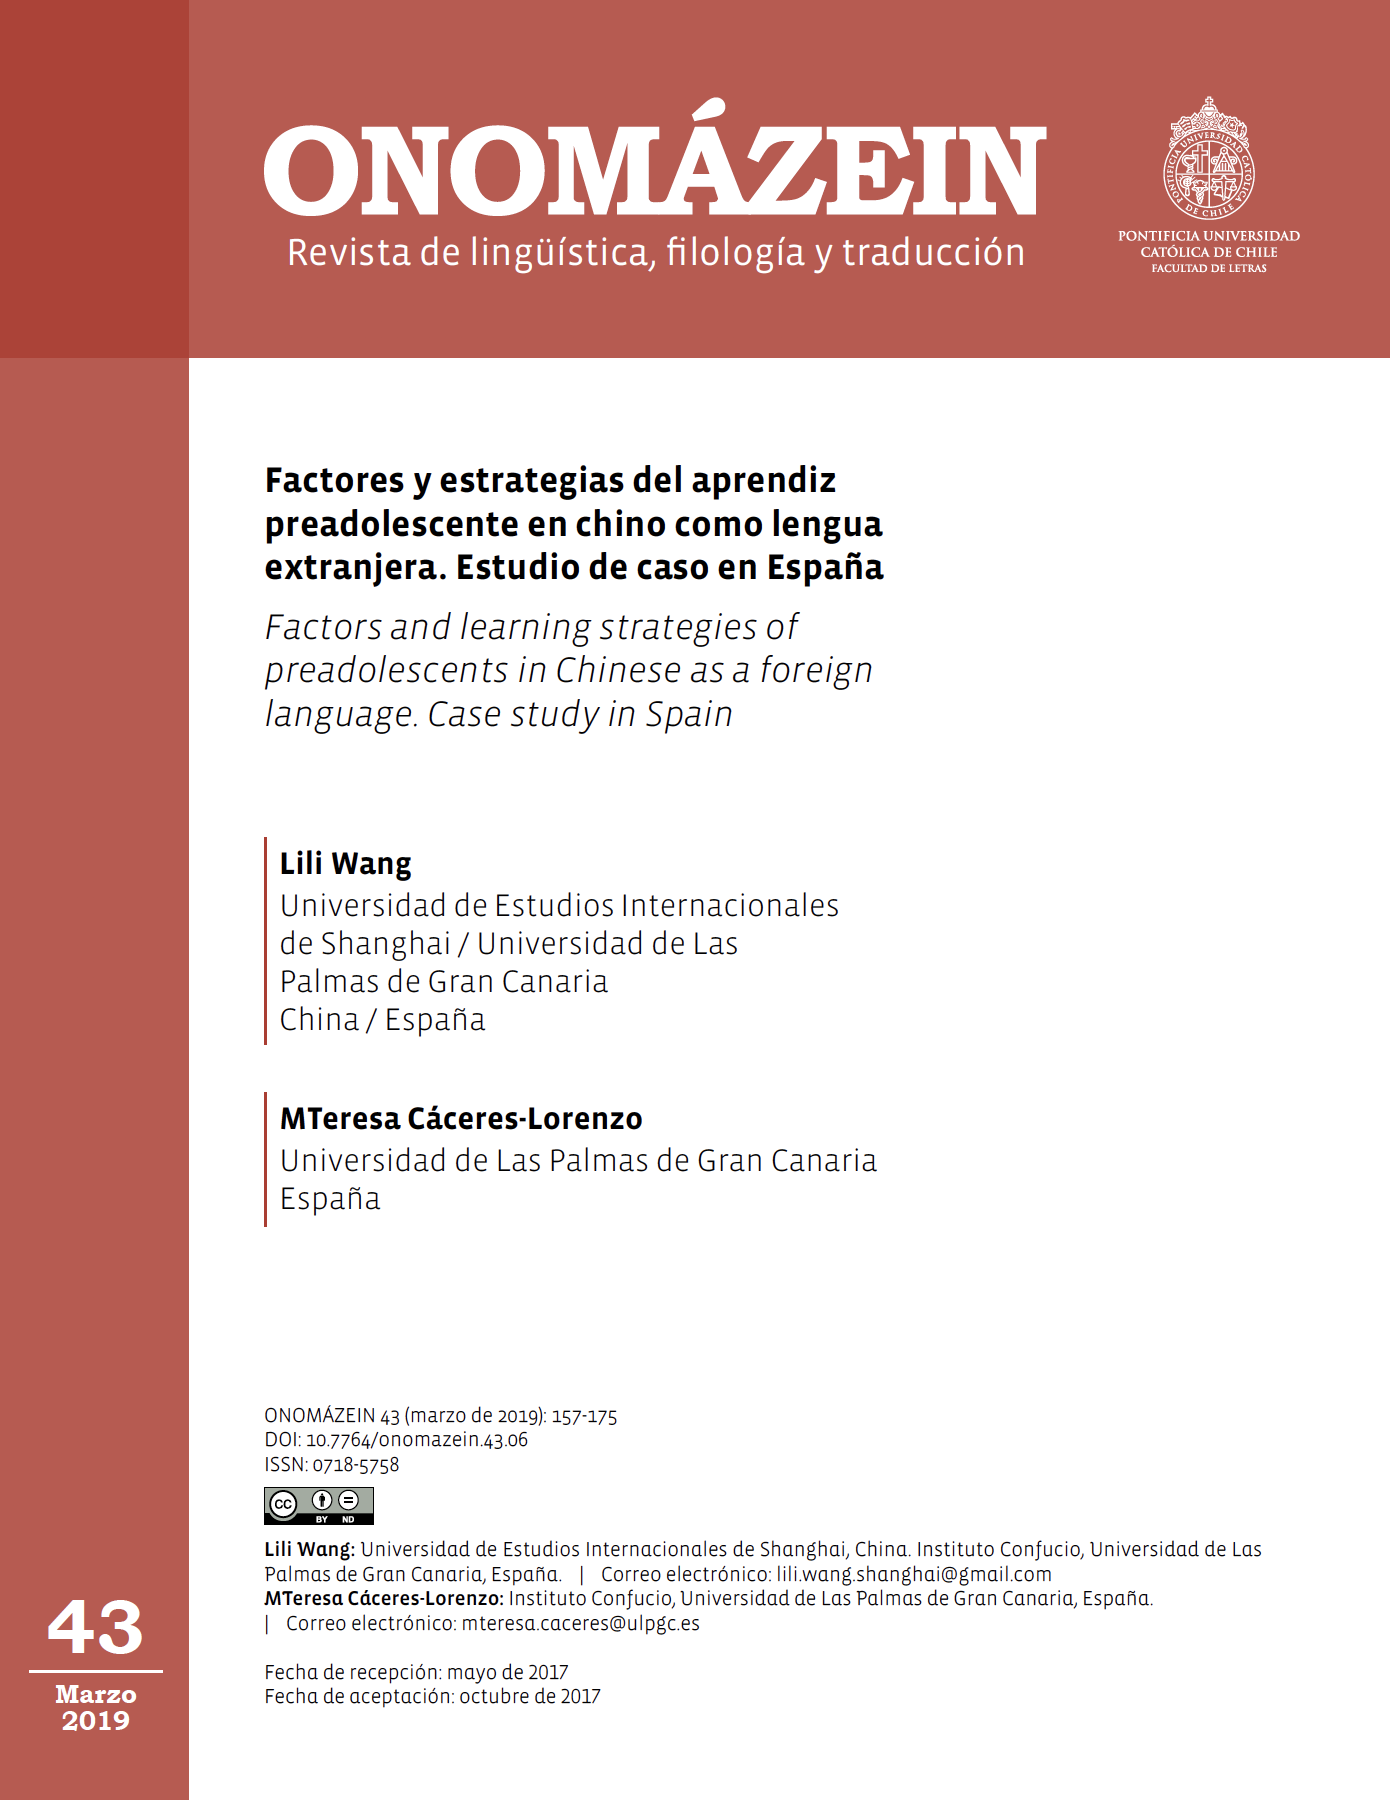 ONOMÁZEIN
Revista de lingüística, filología y traducción
PONTIFICIA UNIVERSIDAD CATÓLICA DE CHILE
PONTIFICIA UNIVERSIDAD
CATÓLICA DE CHILE
FACULTAD DE LETRAS
Factores y estrategias del aprendiz
preadolescente en chino como lengua
extranjera. Estudio de caso en España
Factors and learning strategies of
preadolescents in Chinese as a foreign
language. Case study in Spain
Lili Wang
Universidad de Estudios Internacionales
de Shanghai / Universidad de Las
Palmas de Gran Canaria
China / España
MTeresa Cáceres-Lorenzo
Universidad de Las Palmas de Gran Canaria
España
ONOMÁZEIN 43 (marzo de 2019): 157-175
DOI: 10.7764/onomazein.43.06
ISSN: 0718-5758
cc BY ND
Lili Wang: Universidad de Estudios Internacionales de Shanghai, China. Instituto Confucio, Universidad de Las
Palmas de Gran Canaria, España. | Correo electrónico: lili.wang.shanghai@gmail.com
MTeresa Cáceres-Lorenzo: Instituto Confucio, Universidad de Las Palmas de Gran Canaria, España.
| Correo electrónico: mteresa.caceres@ulpgc.es
Fecha de recepción: mayo de 2017
Fecha de aceptación: octubre de 2017
43
Marzo
2019